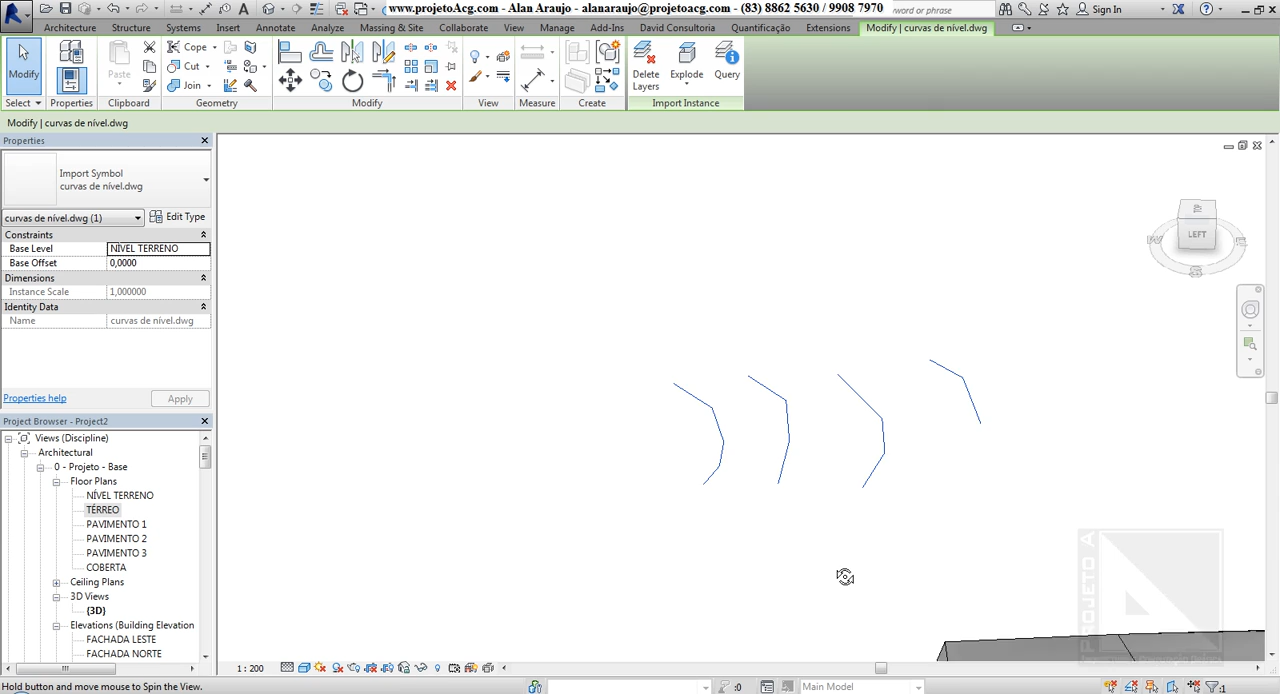 www.projetoAcg.com - Alan Araujo - alanaraujo@projetoacg.com - (83) 8862 5630 / 9908 7970
word or phrase
Sign In
Architecture Structure Systems Insert Annotate Analyze Massing & Site Collaborate View Manage Add-Ins David Consultoria Quantificação Extensions Modify | curvas de nível.dwg
Modify
Paste
Cope
Cut
Join
Delete Layers
Explode
Query
Select Properties Clipboard Geometry Modify View Measure Create Import Instance
Modify | curvas de nível.dwg
Properties
Import Symbol
curvas de nível.dwg
curvas de nível.dwg (1)
Edit Type
Constraints
Base Level NÍVEL TERRENO
Base Offset 0,0000
Dimensions
Instance Scale 1,000000
Identity Data
Name curvas de nível.dwg
Properties help
Apply
Project Browser - Project2
Views (Discipline)
Architectural
0 - Projeto - Base
Floor Plans
NÍVEL TERRENO
TÉRREO
PAVIMENTO 1
PAVIMENTO 2
PAVIMENTO 3
COBERTA
Ceiling Plans
3D Views
{3D}
Elevations (Building Elevation
FACHADA LESTE
FACHADA NORTE
LEFT
PROJETO A
1 : 200
Hold button and move mouse to Spin the View.
:0
Main Model
:1